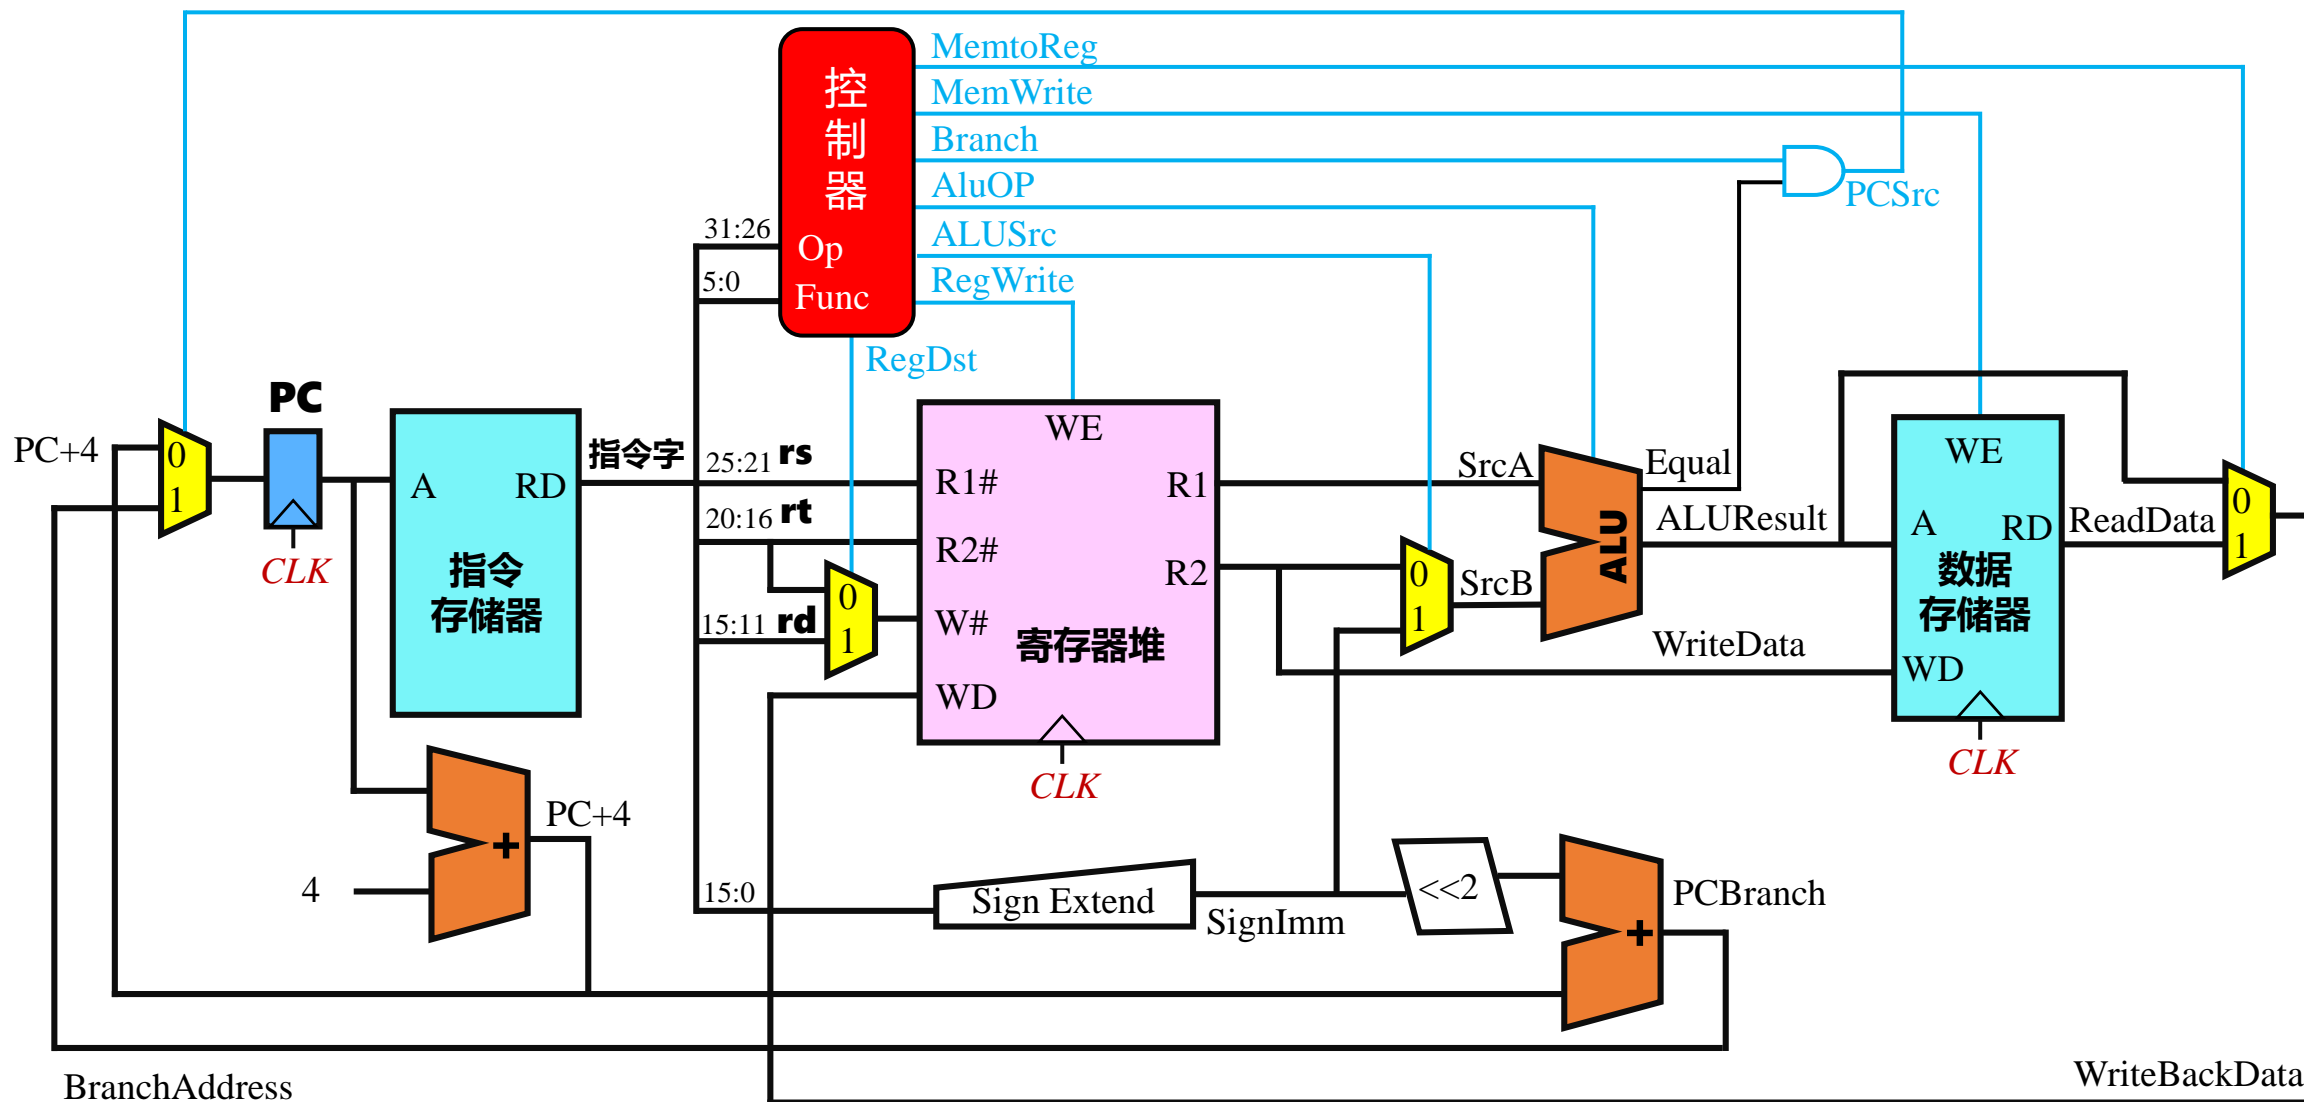 MemtoReg
MemWrite
Branch
AluOP
ALUSrc
RegWrite
控
制
器
Op
Func
31:26
5:0
PCSrc
RegDst
PC
PC+4
0
1
CLK
A
RD
指令
存储器
指令字
25:21 rs
20:16 rt
15:11 rd
0
1
WE
R1#
R2#
W#
WD
R1
R2
寄存器堆
CLK
SrcA
0
1
SrcB
ALU
Equal
ALUResult
WriteData
WE
A
RD
数据
存储器
WD
CLK
ReadData
0
1
4
+
PC+4
15:0
Sign Extend
SignImm
<<2
+
PCBranch
BranchAddress
WriteBackData